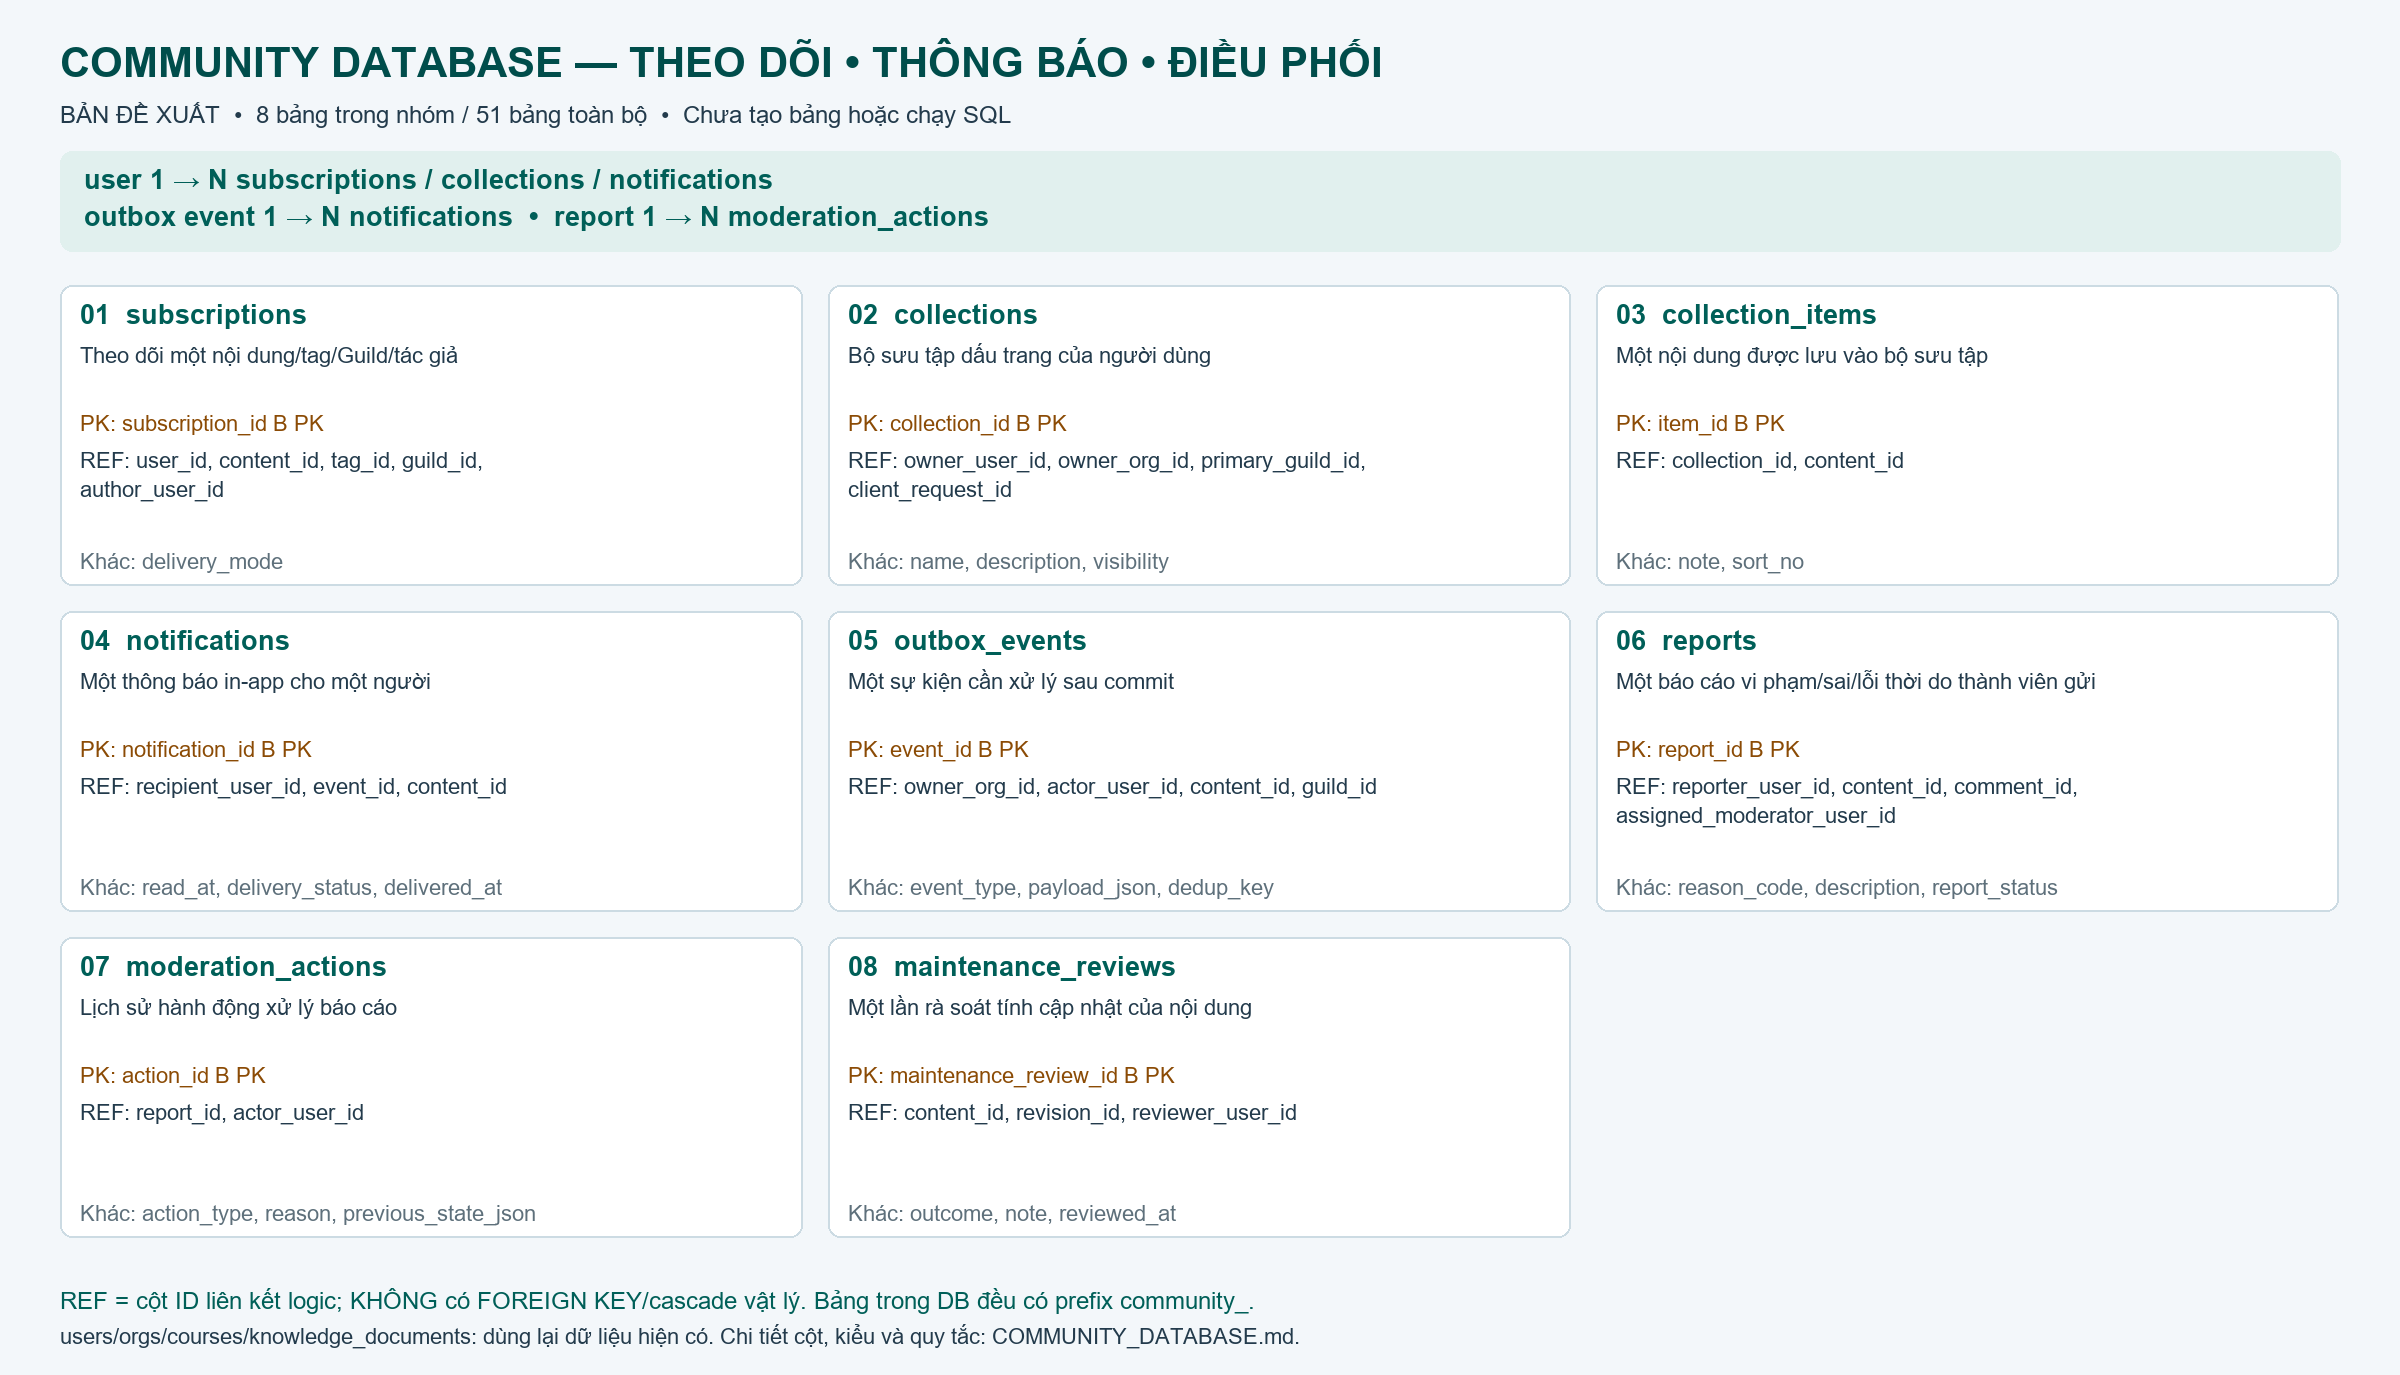 COMMUNITY DATABASE — THEO DÕI • THÔNG BÁO • ĐIỀU PHỐI
BẢN ĐỀ XUẤT • 8 bảng trong nhóm / 51 bảng toàn bộ • Chưa tạo bảng hoặc chạy SQL
user 1 → N subscriptions / collections / notifications
outbox event 1 → N notifications • report 1 → N moderation_actions
01 subscriptions
Theo dõi một nội dung/tag/Guild/tác giả
PK: subscription_id B PK
REF: user_id, content_id, tag_id, guild_id,
author_user_id
Khác: delivery_mode
02 collections
Bộ sưu tập dấu trang của người dùng
PK: collection_id B PK
REF: owner_user_id, owner_org_id, primary_guild_id,
client_request_id
Khác: name, description, visibility
03 collection_items
Một nội dung được lưu vào bộ sưu tập
PK: item_id B PK
REF: collection_id, content_id
Khác: note, sort_no
04 notifications
Một thông báo in-app cho một người
PK: notification_id B PK
REF: recipient_user_id, event_id, content_id
Khác: read_at, delivery_status, delivered_at
05 outbox_events
Một sự kiện cần xử lý sau commit
PK: event_id B PK
REF: owner_org_id, actor_user_id, content_id, guild_id
Khác: event_type, payload_json, dedup_key
06 reports
Một báo cáo vi phạm/sai/lỗi thời do thành viên gửi
PK: report_id B PK
REF: reporter_user_id, content_id, comment_id,
assigned_moderator_user_id
Khác: reason_code, description, report_status
07 moderation_actions
Lịch sử hành động xử lý báo cáo
PK: action_id B PK
REF: report_id, actor_user_id
Khác: action_type, reason, previous_state_json
08 maintenance_reviews
Một lần rà soát tính cập nhật của nội dung
PK: maintenance_review_id B PK
REF: content_id, revision_id, reviewer_user_id
Khác: outcome, note, reviewed_at
REF = cột ID liên kết logic; KHÔNG có FOREIGN KEY/cascade vật lý. Bảng trong DB đều có prefix community_.
users/orgs/courses/knowledge_documents: dùng lại dữ liệu hiện có. Chi tiết cột, kiểu và quy tắc: COMMUNITY_DATABASE.md.